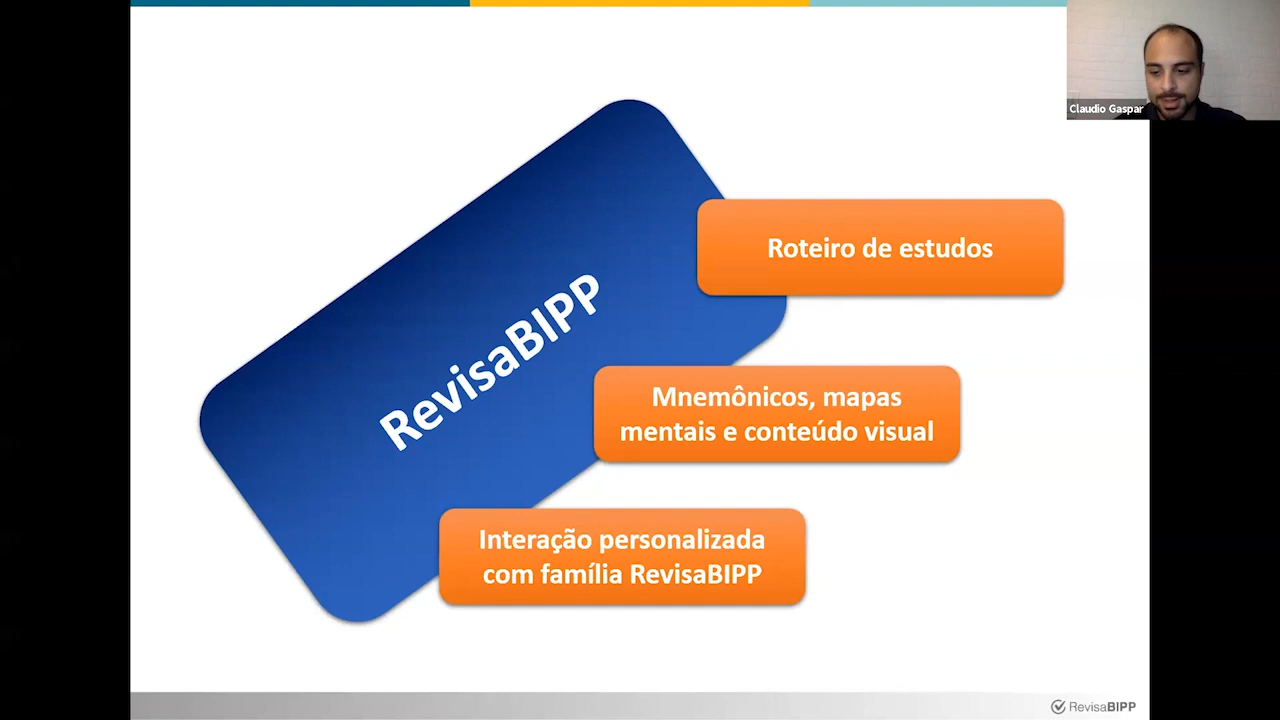 Claudio Gaspar
Roteiro de estudos
RevisaBIPP
Mnemônicos, mapas
mentais e conteúdo visual
Interação personalizada
com família RevisaBIPP
RevisaBIPP